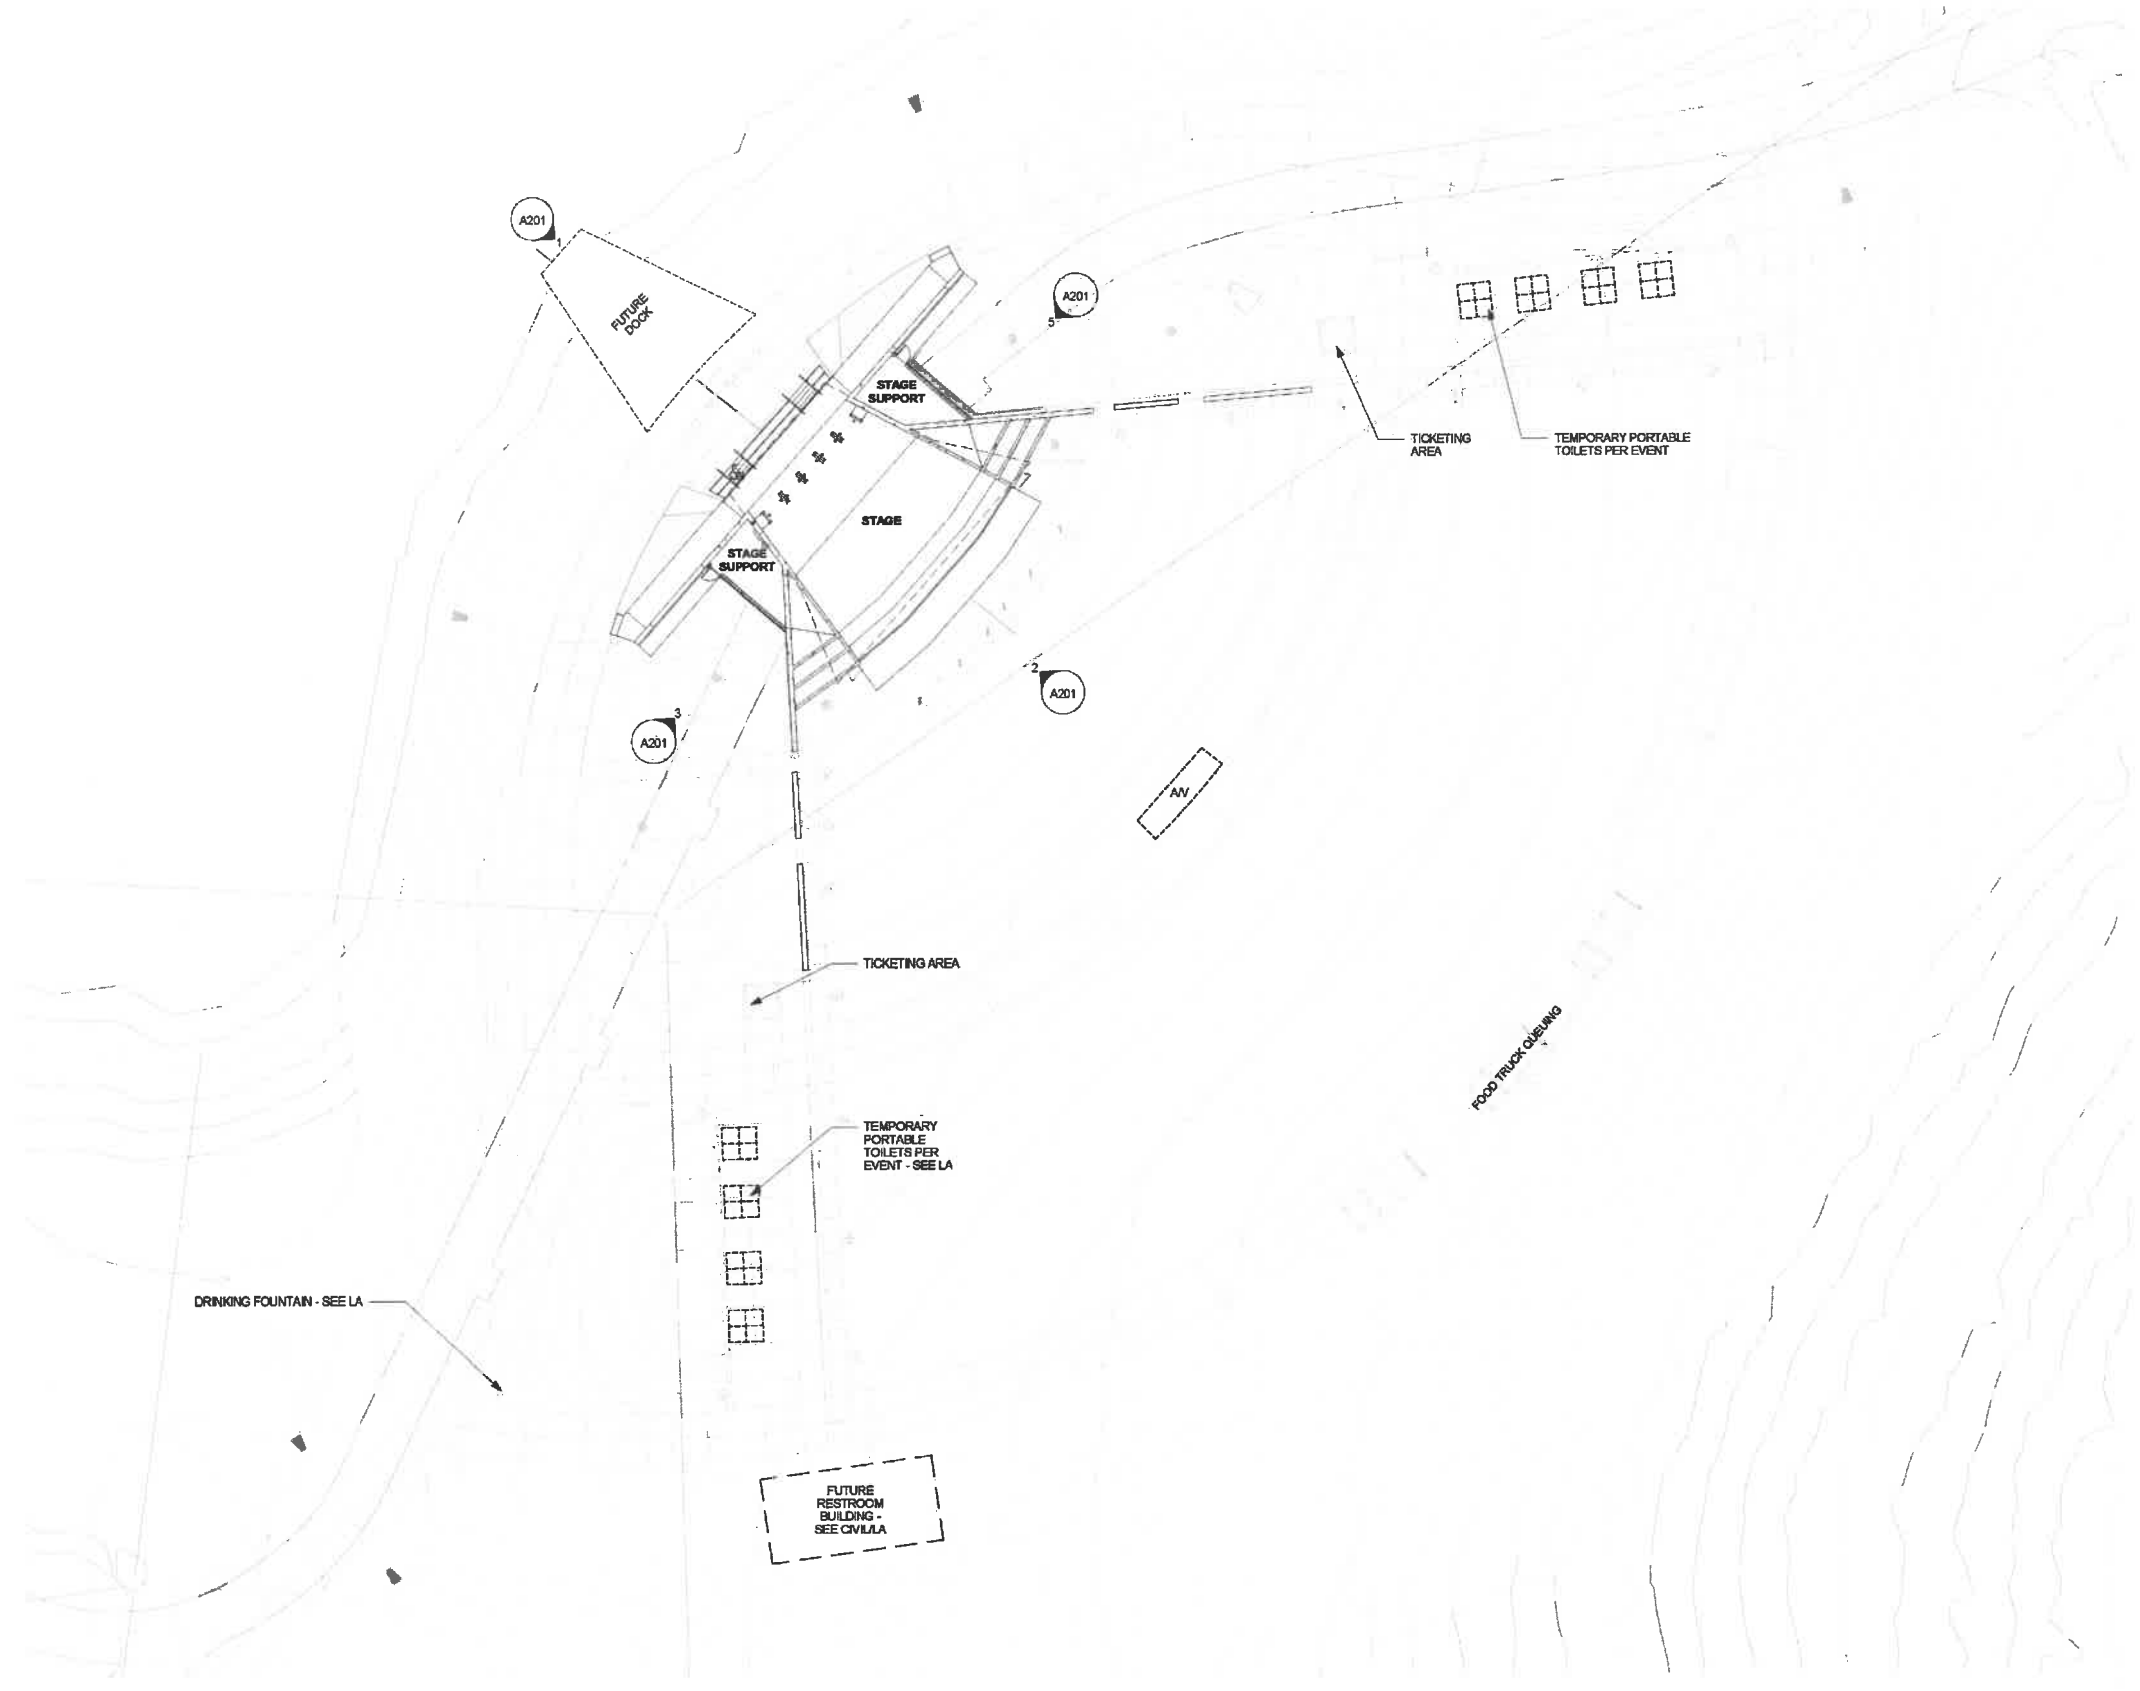 A201
1
FUTURE
DOCK
A201
5
STAGE
SUPPORT
TICKETING
AREA
TEMPORARY PORTABLE
TOILETS PER EVENT
STAGE
STAGE
SUPPORT
2
A201
3
A201
A/V
TICKETING AREA
FOOD TRUCK QUEUING
TEMPORARY
PORTABLE
TOILETS PER
EVENT - SEE LA
DRINKING FOUNTAIN - SEE LA
FUTURE
RESTROOM
BUILDING -
SEE CIVIL/LA